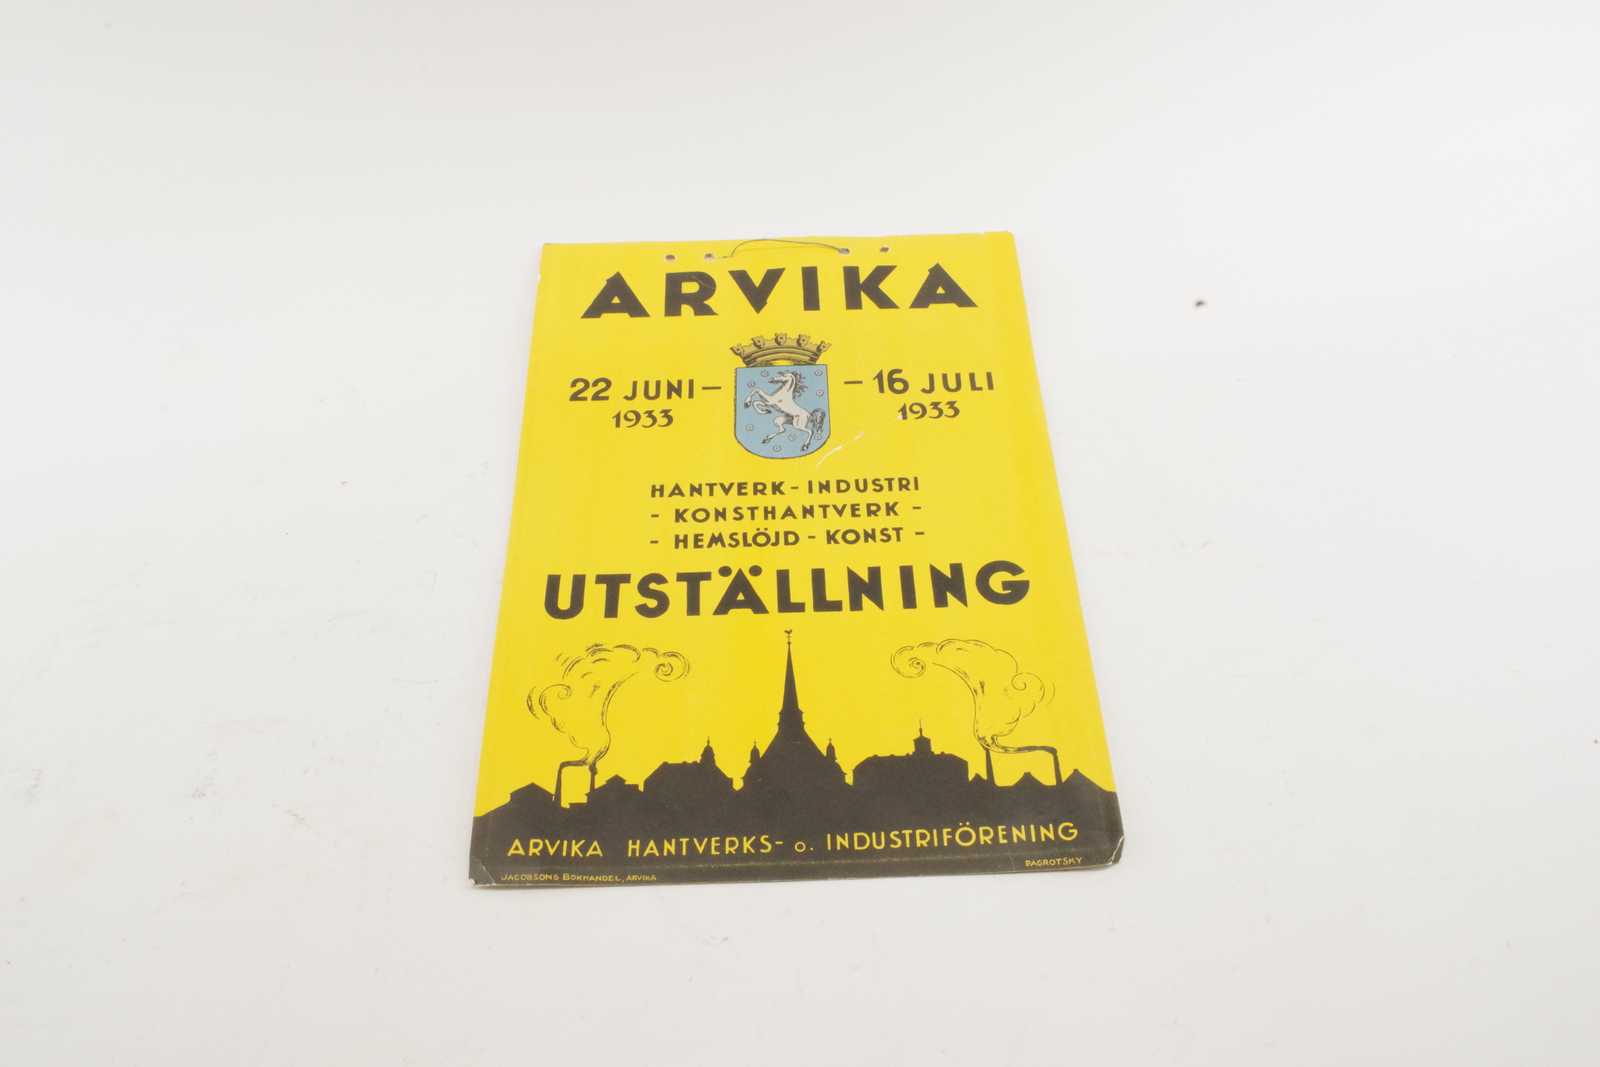 ARVIKA
22 JUNI – – 16 JULI
1933 1933
HANTVERK - INDUSTRI
- KONSTHANTVERK -
- HEMSLÖJD - KONST -
UTSTÄLLNING
ARVIKA HANTVERKS- o. INDUSTRIFÖRENING
PAGROTSKY
JACOBSONS BOKHANDEL, ARVIKA